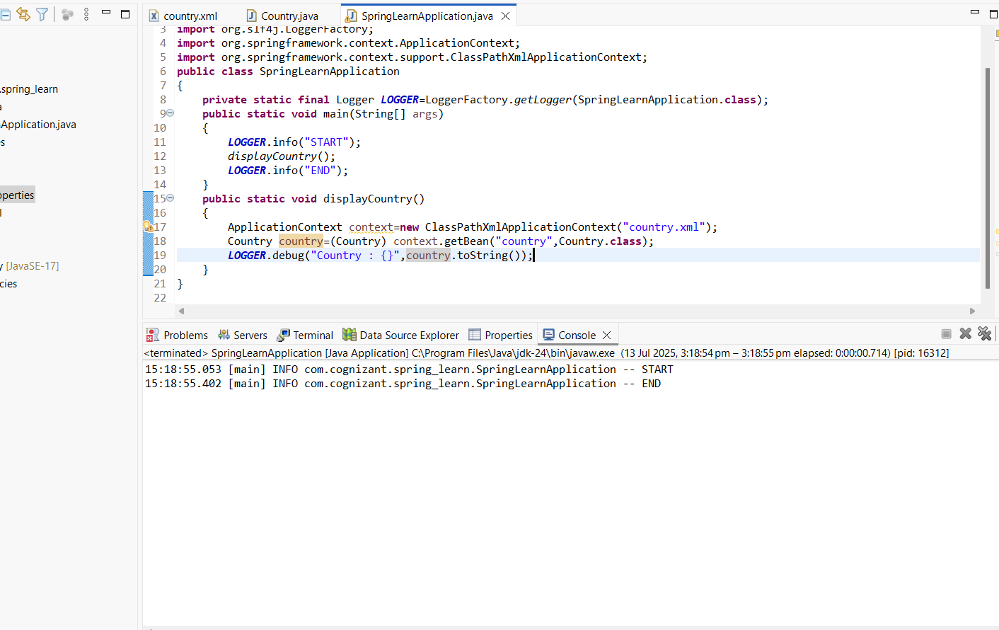 country.xml
Country.java
SpringLearnApplication.java
3 import org.slf4j.LoggerFactory;
4 import org.springframework.context.ApplicationContext;
5 import org.springframework.context.support.ClassPathXmlApplicationContext;
6 public class SpringLearnApplication
7 {
8 private static final Logger LOGGER=LoggerFactory.getLogger(SpringLearnApplication.class);
9 public static void main(String[] args)
10 {
11 LOGGER.info("START");
12 displayCountry();
13 LOGGER.info("END");
14 }
15 public static void displayCountry()
16 {
17 ApplicationContext context=new ClassPathXmlApplicationContext("country.xml");
18 Country country=(Country) context.getBean("country",Country.class);
19 LOGGER.debug("Country : {}",country.toString());
20 }
21 }
22
.spring_learn
a
Application.java
s
operties
l
y [JavaSE-17]
cies
Problems Servers Terminal Data Source Explorer Properties Console
<terminated> SpringLearnApplication [Java Application] C:\Program Files\Java\jdk-24\bin\javaw.exe (13 Jul 2025, 3:18:54 pm – 3:18:55 pm elapsed: 0:00:00.714) [pid: 16312]
15:18:55.053 [main] INFO com.cognizant.spring_learn.SpringLearnApplication -- START
15:18:55.402 [main] INFO com.cognizant.spring_learn.SpringLearnApplication -- END